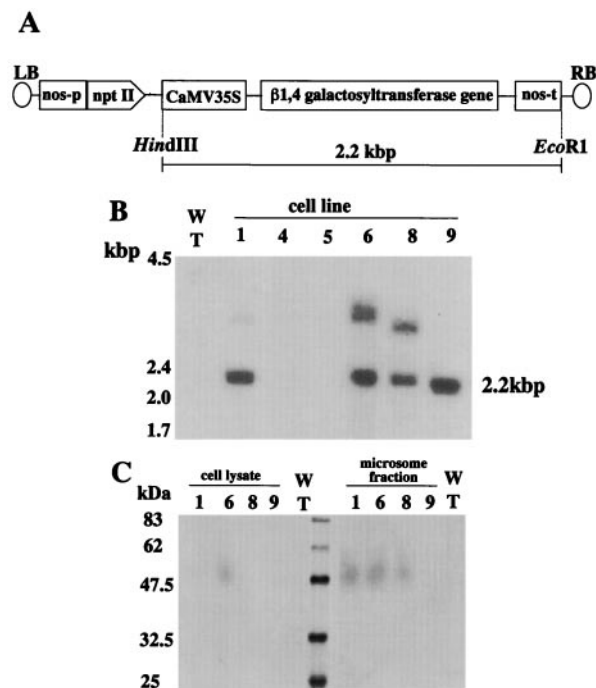 A
LB
RB
nos-p npt II CaMV35S β1,4 galactosyltransferase gene nos-t
HindIII 2.2 kbp EcoR1
B
W
T
cell line
1 4 5 6 8 9
kbp
4.5
2.4
2.0
1.7
2.2kbp
C
kDa
cell lysate
1 6 8 9
W
T
microsome
fraction
1 6 8 9
W
T
83
62
47.5
32.5
25